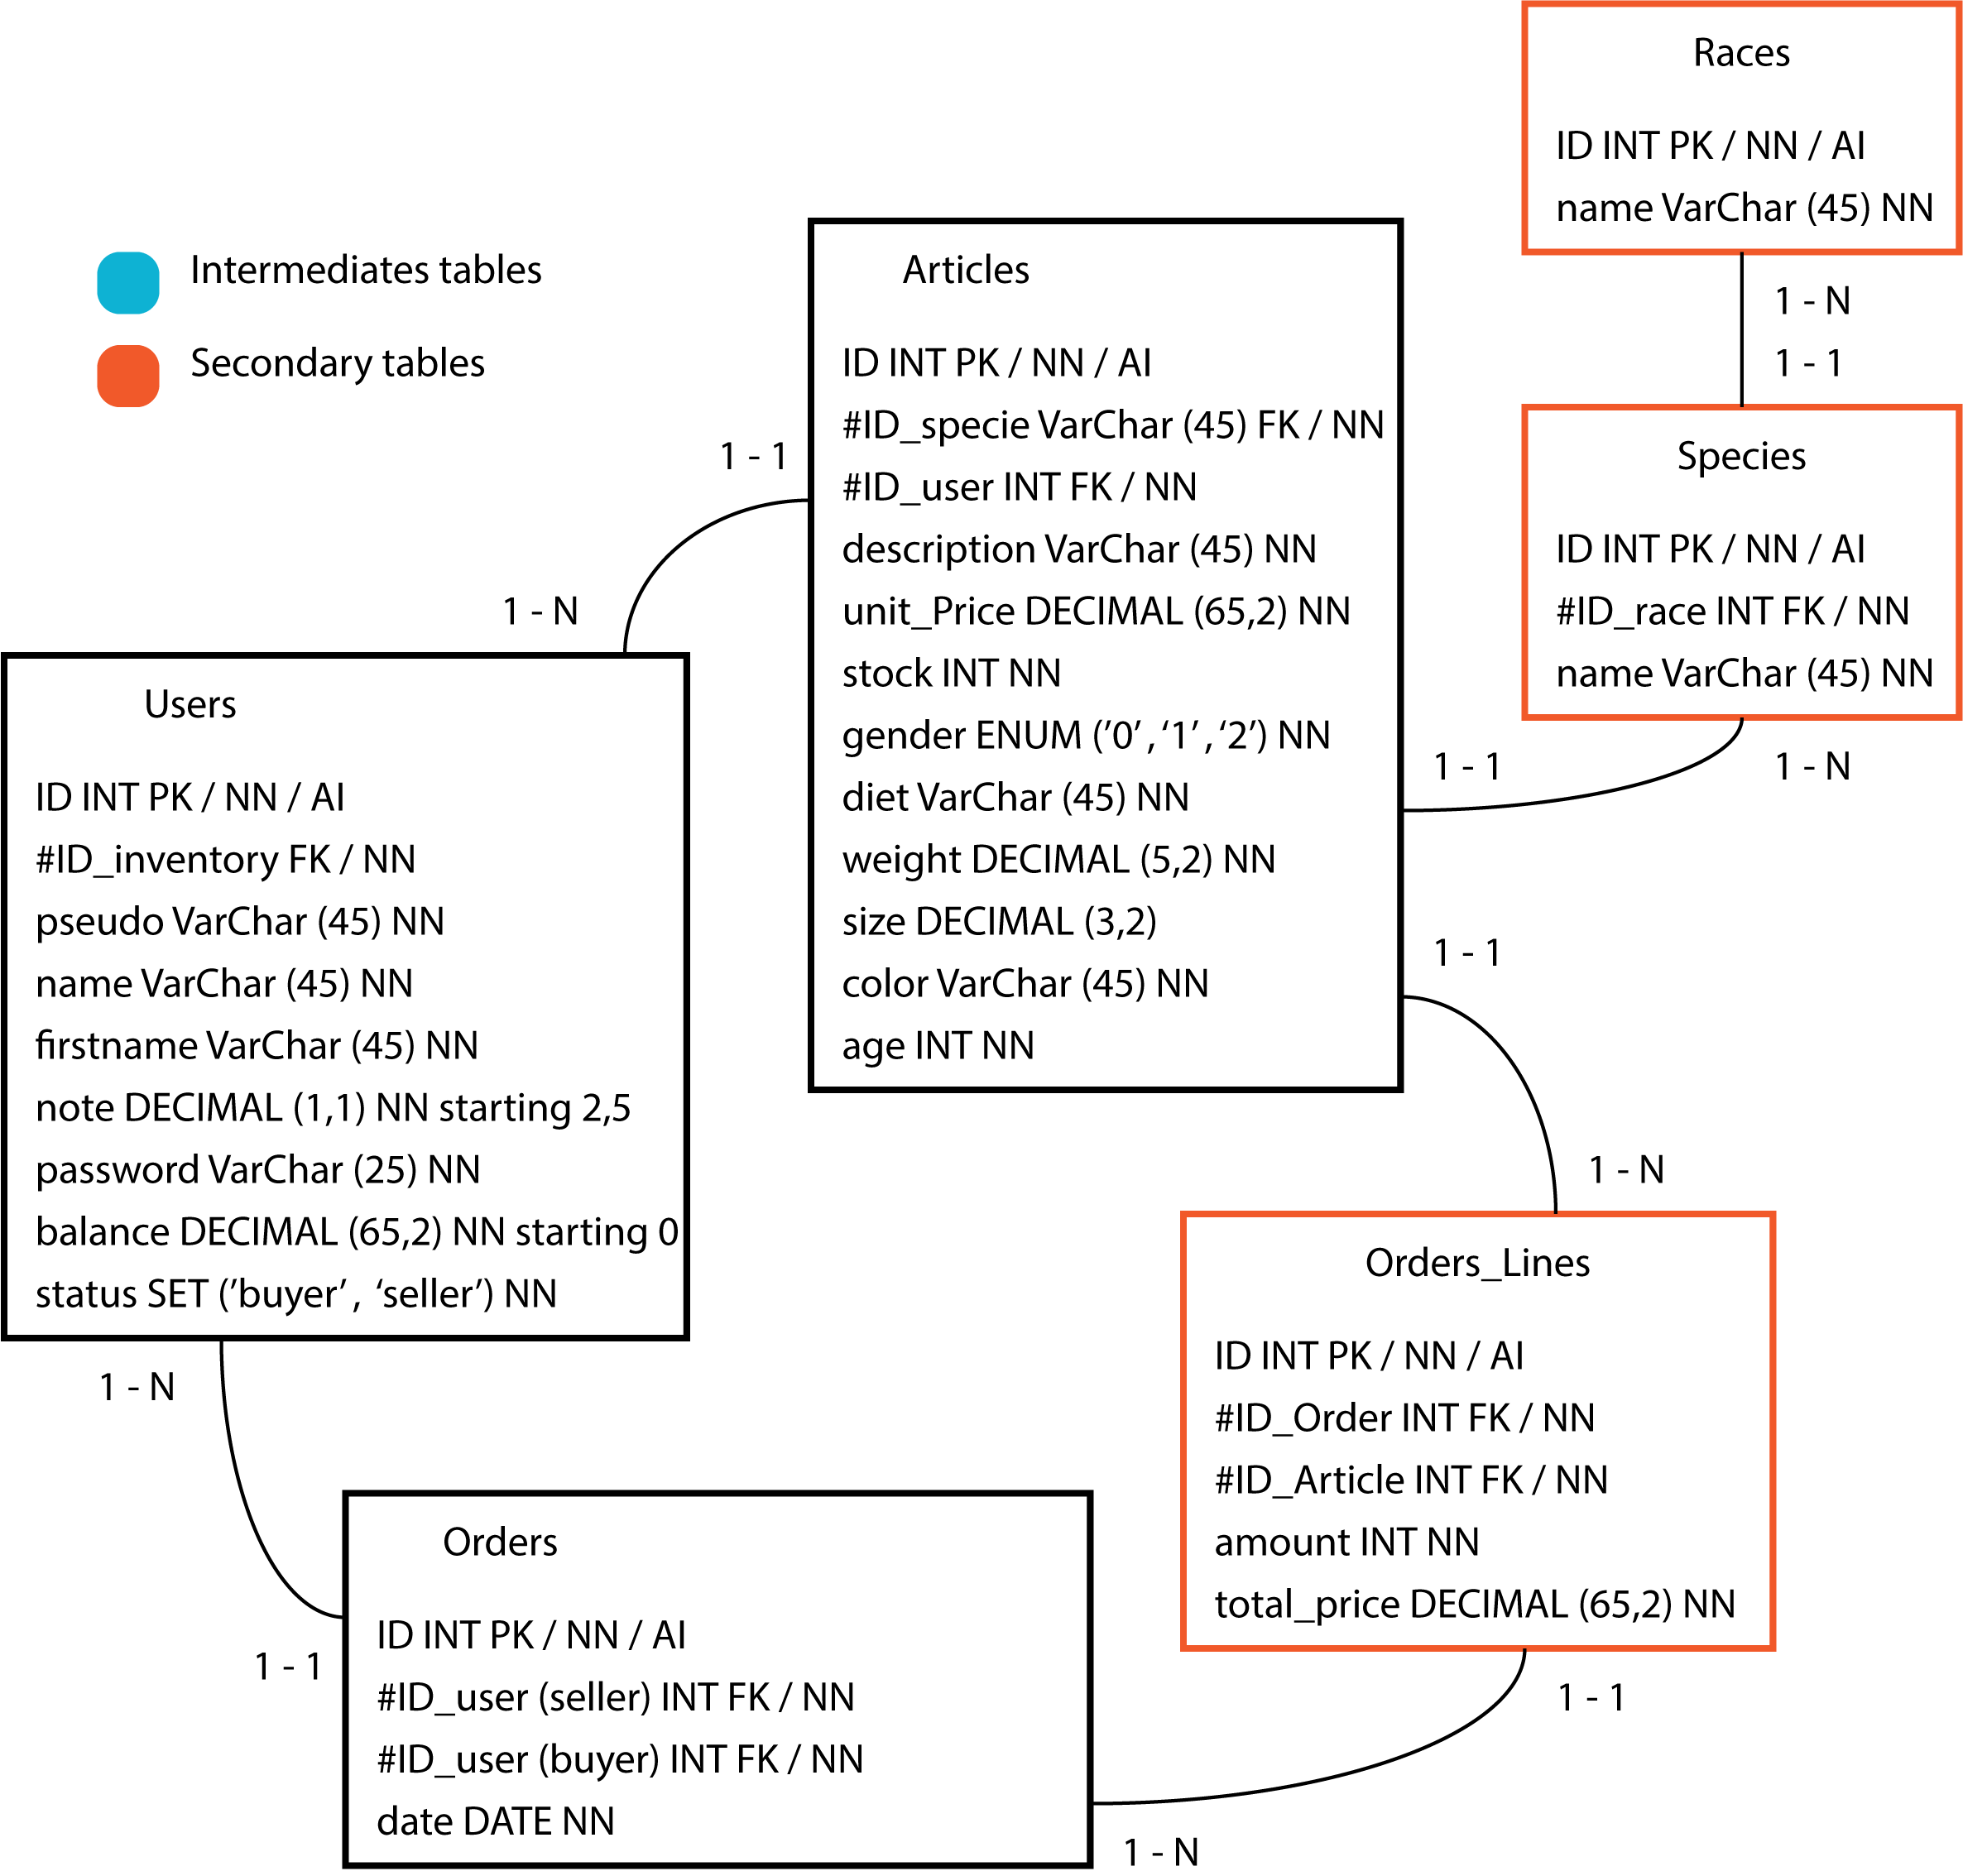 Intermediates tables
Secondary tables
Races
ID INT PK / NN / AI
name VarChar (45) NN
1 - N
1 - 1
Species
ID INT PK / NN / AI
#ID_race INT FK / NN
name VarChar (45) NN
1 - N
1 - 1
Articles
ID INT PK / NN / AI
#ID_specie VarChar (45) FK / NN
#ID_user INT FK / NN
description VarChar (45) NN
unit_Price DECIMAL (65,2) NN
stock INT NN
gender ENUM (’0’ , ‘1’ , ‘2’) NN
diet VarChar (45) NN
weight DECIMAL (5,2) NN
size DECIMAL (3,2)
color VarChar (45) NN
age INT NN
1 - 1
1 - N
Users
ID INT PK / NN / AI
#ID_inventory FK / NN
pseudo VarChar (45) NN
name VarChar (45) NN
firstname VarChar (45) NN
note DECIMAL (1,1) NN starting 2,5
password VarChar (25) NN
balance DECIMAL (65,2) NN starting 0
status SET (’buyer’ , ‘seller’) NN
1 - 1
1 - N
Orders_Lines
ID INT PK / NN / AI
#ID_Order INT FK / NN
#ID_Article INT FK / NN
amount INT NN
total_price DECIMAL (65,2) NN
1 - N
1 - 1
Orders
ID INT PK / NN / AI
#ID_user (seller) INT FK / NN
#ID_user (buyer) INT FK / NN
date DATE NN
1 - 1
1 - N